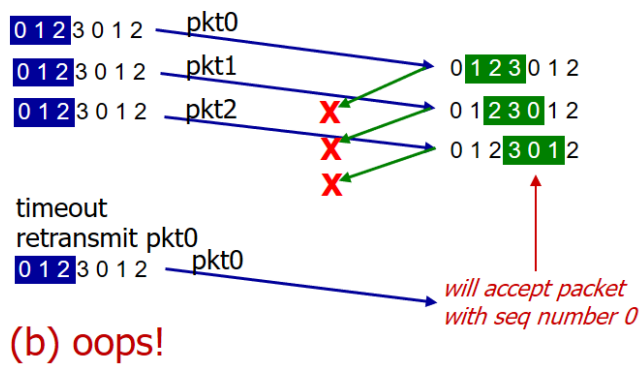 0 1 2 3 0 1 2 pkt0
0 1 2 3 0 1 2
0 1 2 3 0 1 2 pkt1
X
0 1 2 3 0 1 2
0 1 2 3 0 1 2 pkt2
X
0 1 2 3 0 1 2
X
timeout
retransmit pkt0
0 1 2 3 0 1 2 pkt0
will accept packet
with seq number 0
(b) oops!